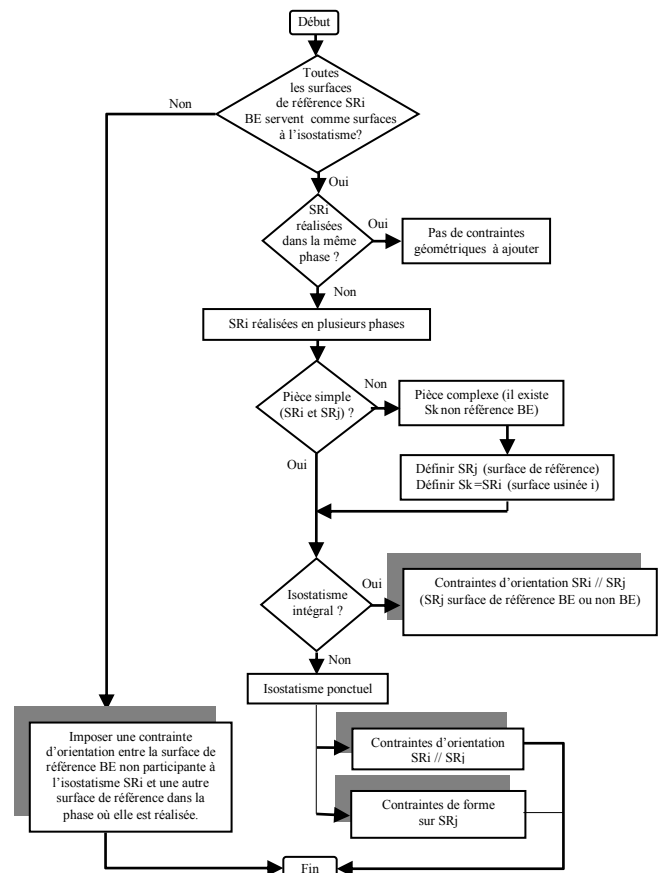 Début
Toutes
les surfaces
de référence SRi
BE servent comme surfaces
à l'isostatisme?
Non
Oui
SRi
réalisées
dans la même
phase ?
Oui
Pas de contraintes
géométriques à ajouter
Non
SRi réalisées en plusieurs phases
Pièce simple
(SRi et SRj) ?
Non
Pièce complexe (il existe
Sk non référence BE)
Oui
Définir SRj (surface de référence)
Définir Sk=SRi (surface usinée i)
Isostatisme
intégral ?
Oui
Contraintes d'orientation SRi // SRj
(SRj surface de référence BE ou non BE)
Non
Isostatisme ponctuel
Imposer une contrainte
d'orientation entre la surface de
référence BE non participante à
l'isostatisme SRi et une autre
surface de référence dans la
phase où elle est réalisée.
Contraintes d'orientation
SRi // SRj
Contraintes de forme
sur SRj
Fin